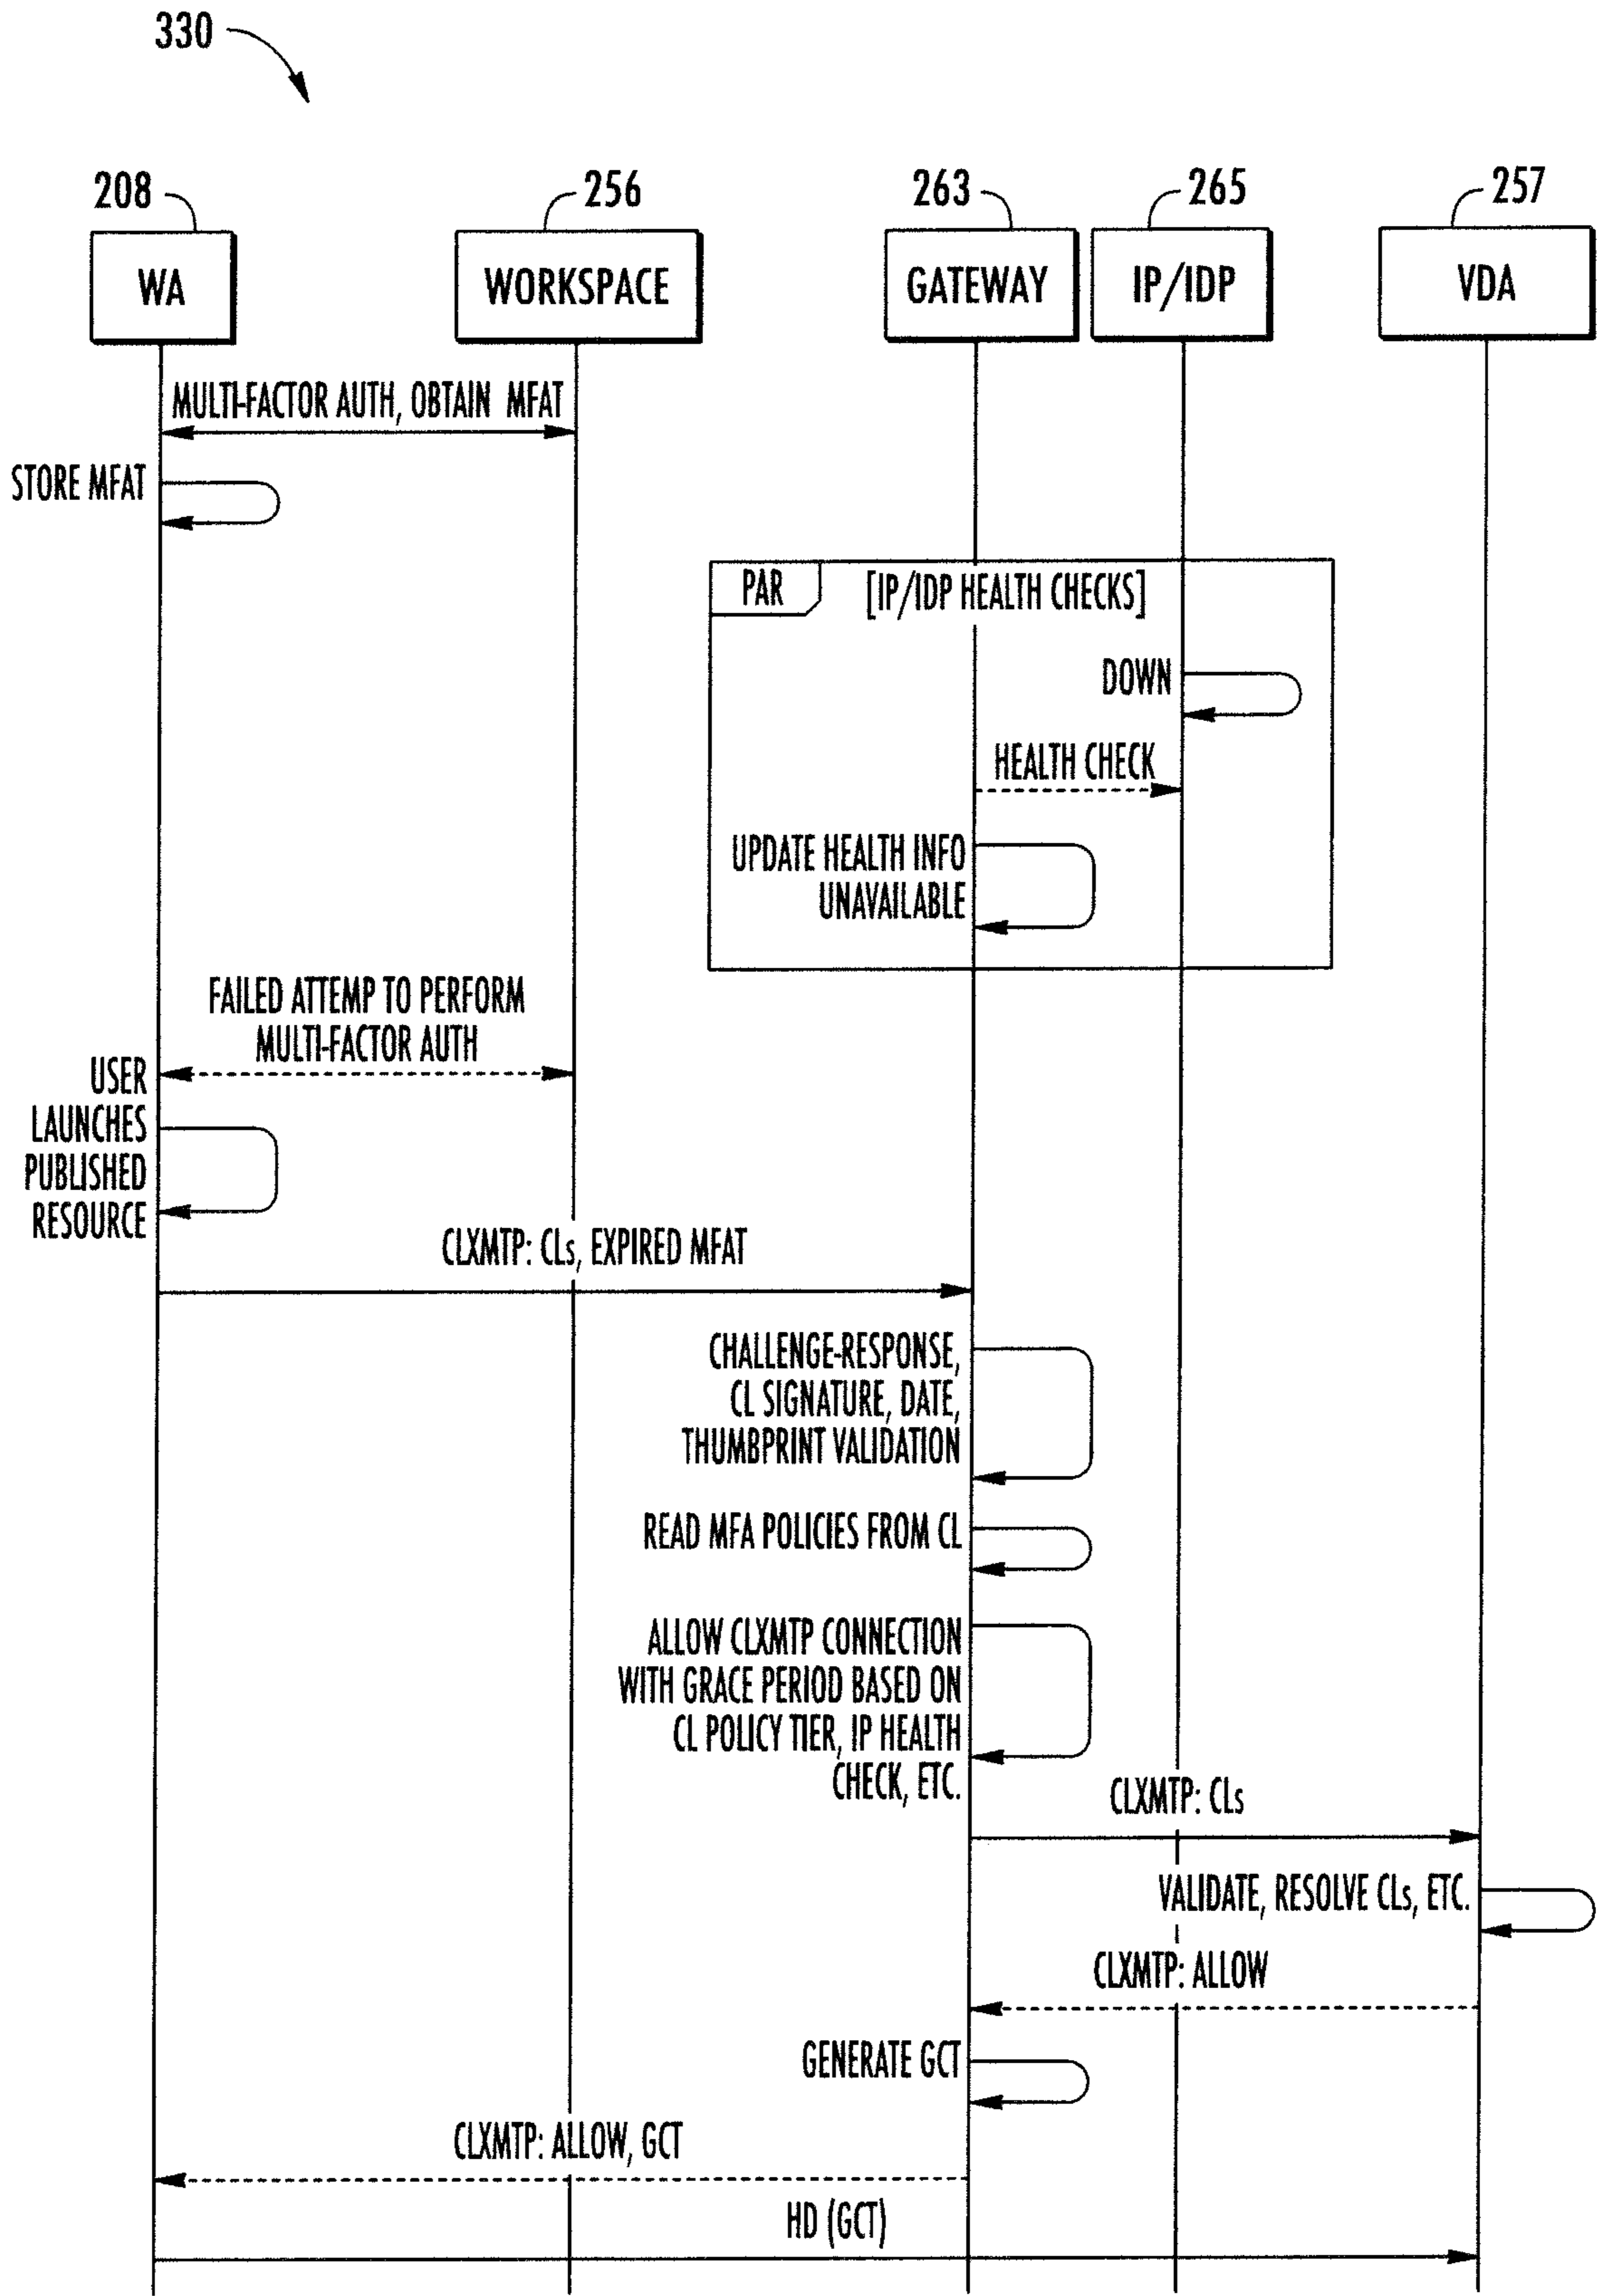 330
208
256
263
265
257
WA
WORKSPACE
GATEWAY
IP/IDP
VDA
MULTI-FACTOR AUTH, OBTAIN MFAT
STORE MFAT
PAR
[IP/IDP HEALTH CHECKS]
DOWN
HEALTH CHECK
UPDATE HEALTH INFO
UNAVAILABLE
FAILED ATTEMP TO PERFORM
MULTI-FACTOR AUTH
USER
LAUNCHES
PUBLISHED
RESOURCE
CLXMTP: CLs, EXPIRED MFAT
CHALLENGE-RESPONSE,
CL SIGNATURE, DATE,
THUMBPRINT VALIDATION
READ MFA POLICIES FROM CL
ALLOW CLXMTP CONNECTION
WITH GRACE PERIOD BASED ON
CL POLICY TIER, IP HEALTH
CHECK, ETC.
CLXMTP: CLs
VALIDATE, RESOLVE CLs, ETC.
CLXMTP: ALLOW
GENERATE GCT
CLXMTP: ALLOW, GCT
HD (GCT)